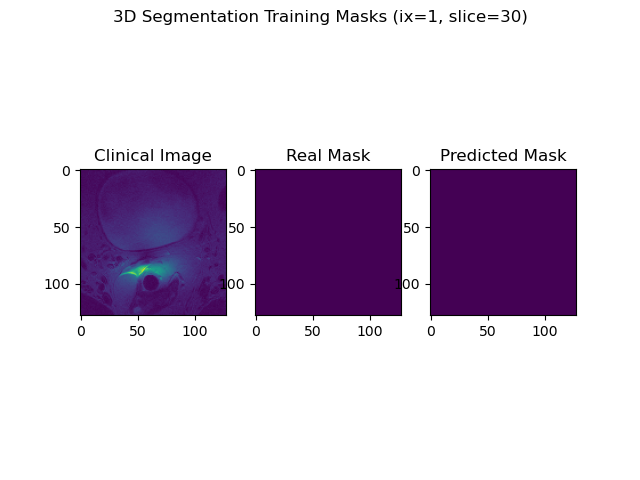 3D Segmentation Training Masks (ix=1, slice=30)
Clinical Image Real Mask Predicted Mask
0 0 0
50 50 50
100 100 100
0 50 100 0 50 100 0 50 100